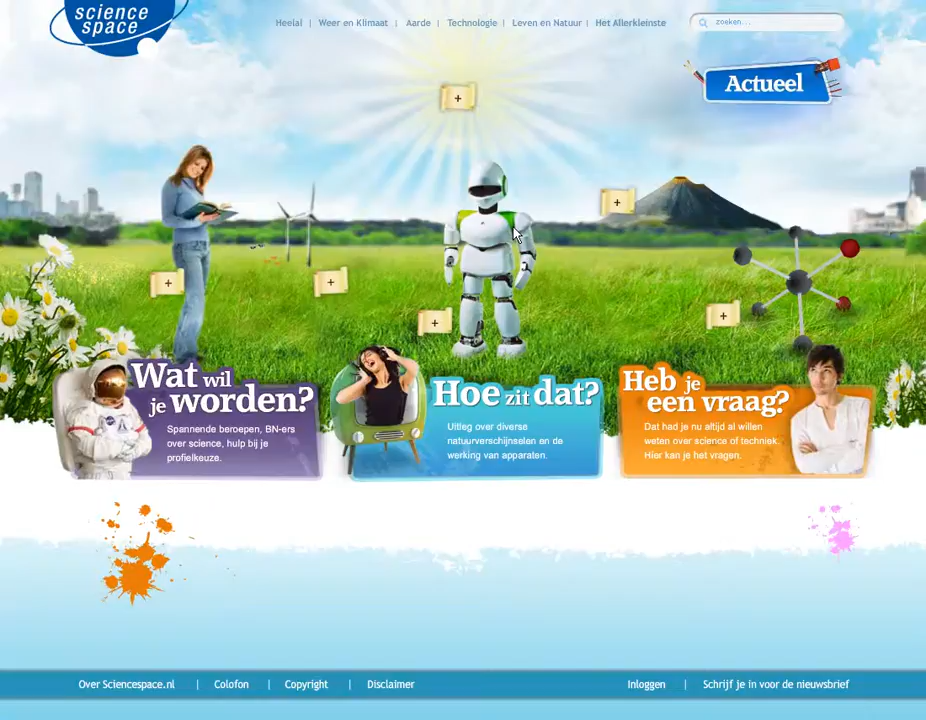 science
space
Heelal | Weer en Klimaat | Aarde | Technologie | Leven en Natuur | Het Allerkleinste
zoeken...
Actueel
+
+
+
+
+
+
Wat wil
je worden?
Spannende beroepen, BN-ers
over science, hulp bij je
profielkeuze.
Hoe zit dat?
Uitleg over diverse
natuurverschijnselen en de
werking van apparaten.
Heb je
een vraag?
Dat had je nu altijd al willen
weten over science of techniek.
Hier kan je het vragen.
Over Sciencespace.nl | Colofon | Copyright | Disclaimer
Inloggen | Schrijf je in voor de nieuwsbrief